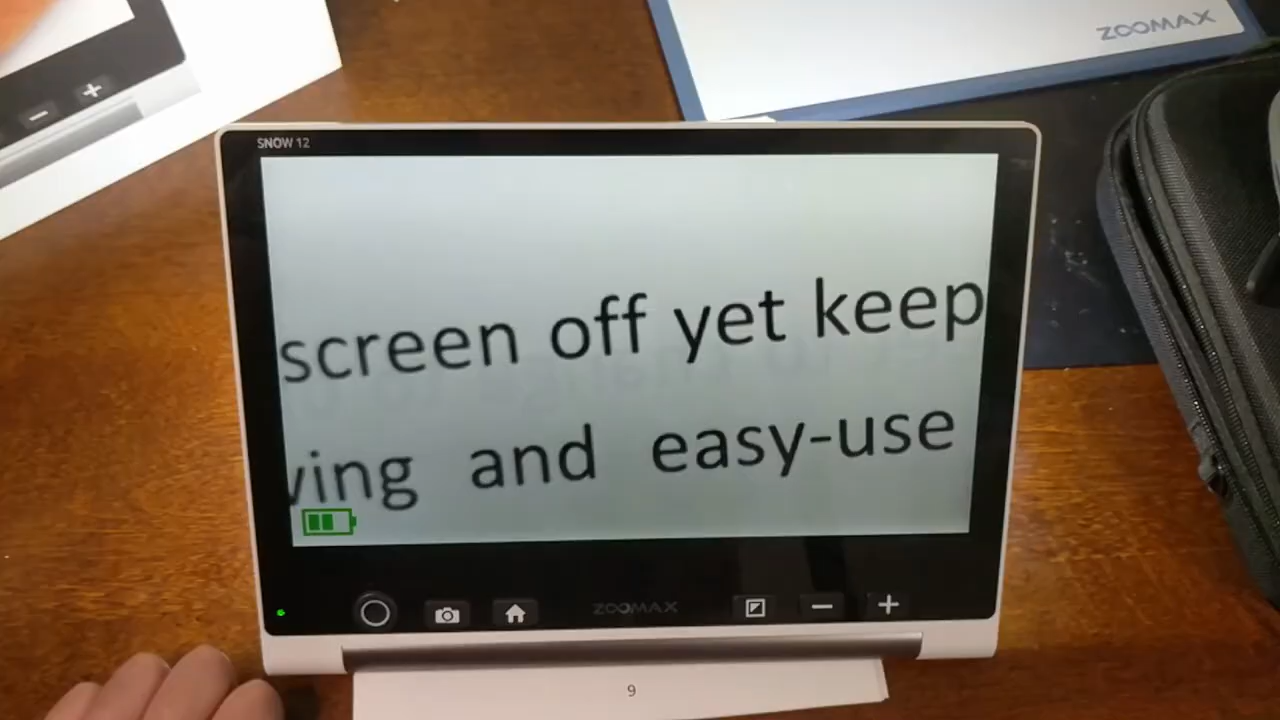 ZOOMAX
SNOW 12
screen off yet keep
ving and easy-use
ZOOMAX
9